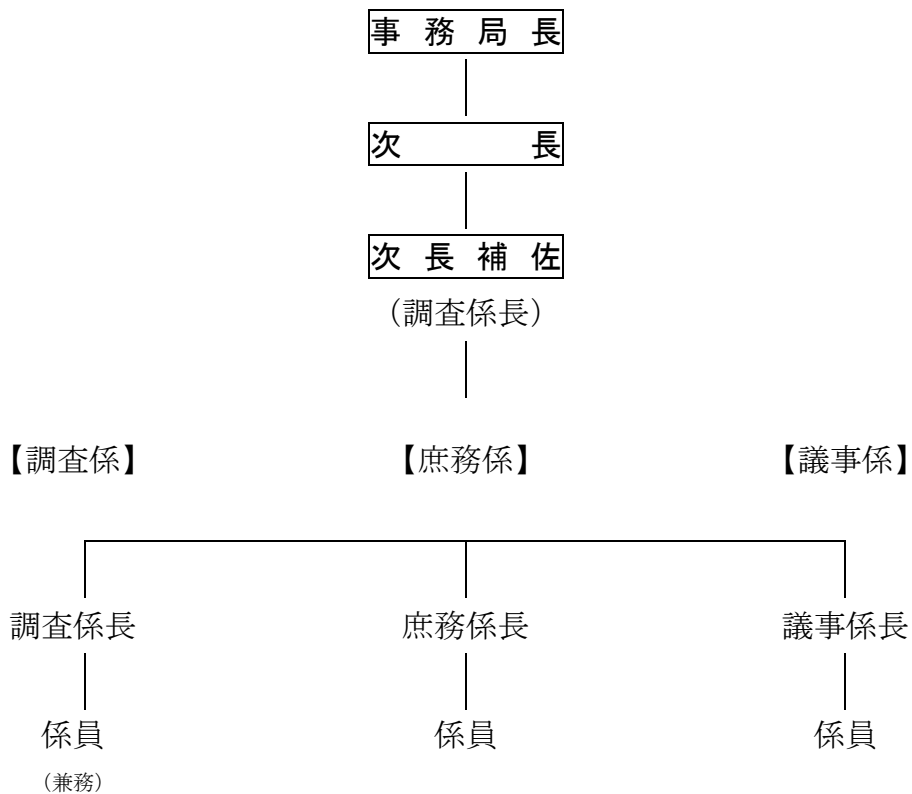 事務局長
次長
次長補佐
（調査係長）
【調査係】 【庶務係】 【議事係】
調査係長 庶務係長 議事係長
係員 係員 係員
（兼務）